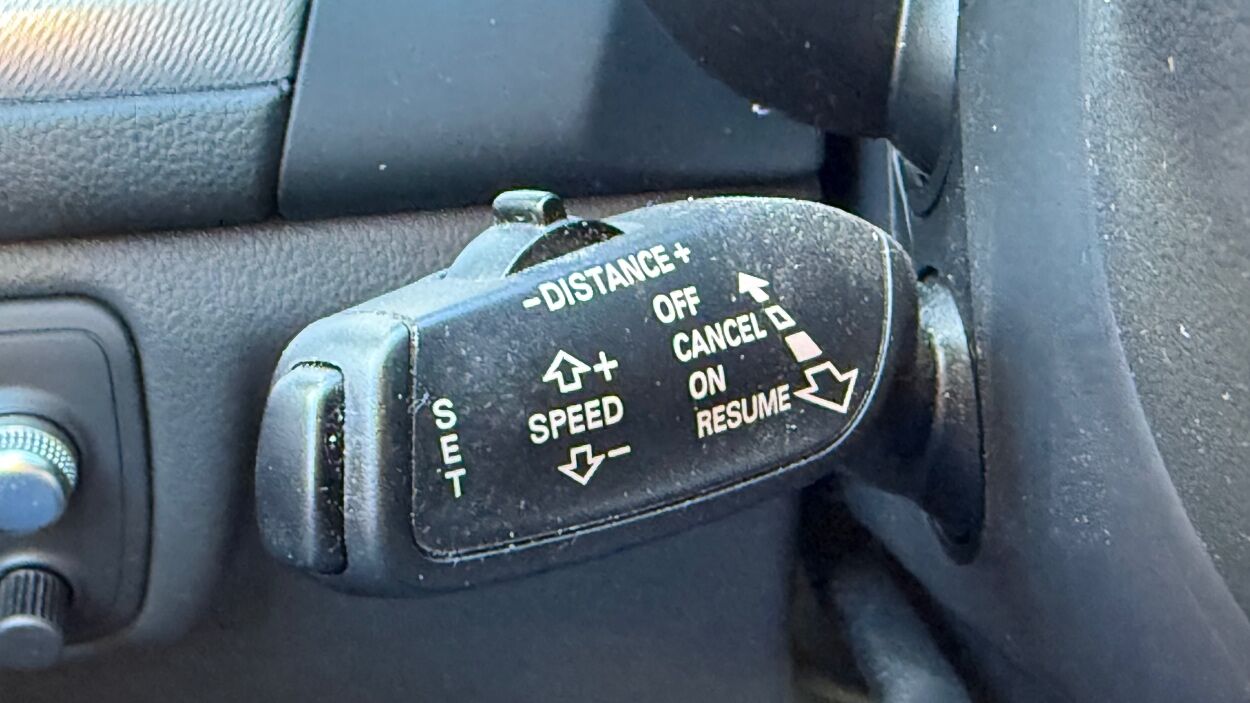 -DISTANCE+
OFF
CANCEL
ON
RESUME
+
SPEED
-
SET